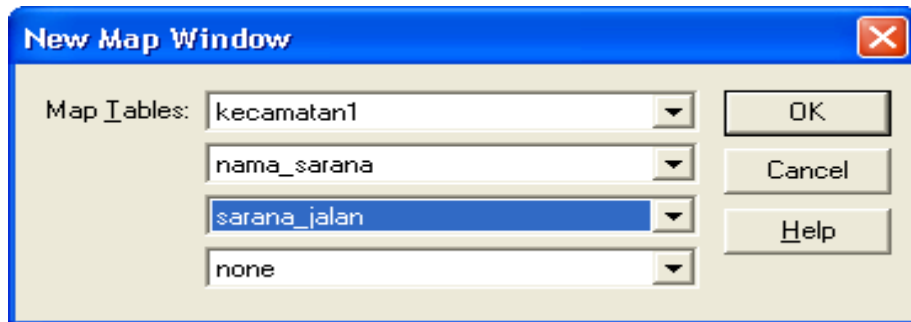 New Map Window
Map Tables: kecamatan1 OK
nama_sarana Cancel
sarana_jalan Help
none